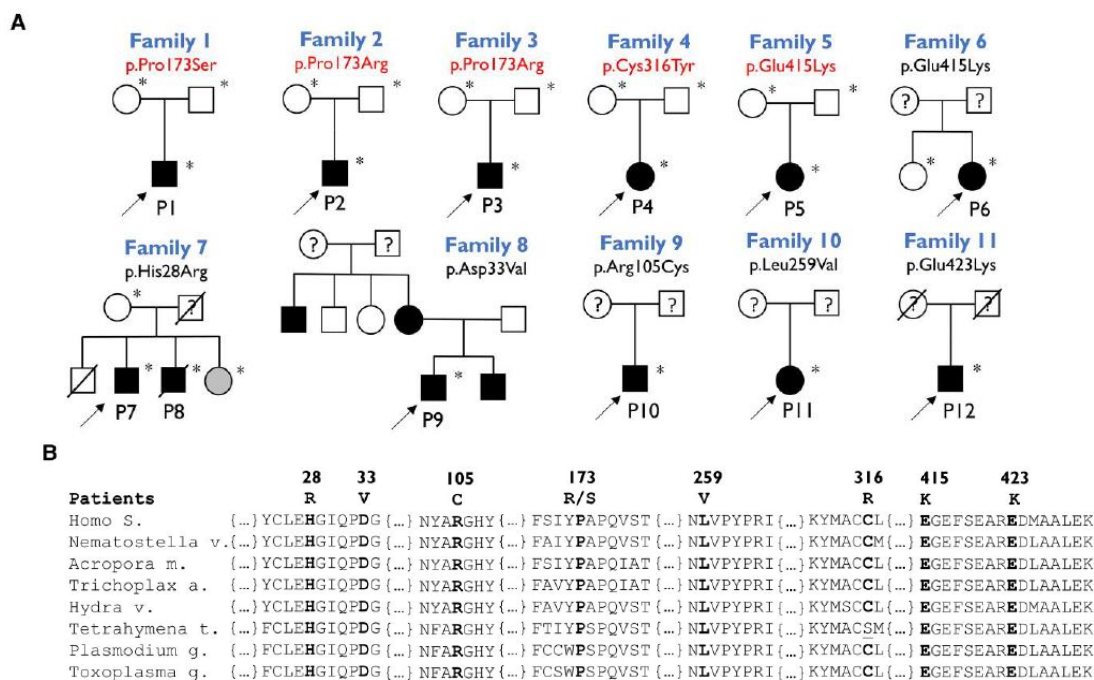 A
Family 1 Family 2 Family 3 Family 4 Family 5 Family 6
p.Pro173Ser p.Pro173Arg p.Pro173Arg p.Cys316Tyr p.Glu415Lys p.Glu415Lys
* * * * * * * * * * ? ?
* * * * * * *
P1 P2 P3 P4 P5 P6
Family 7 Family 8 Family 9 Family 10 Family 11
p.His28Arg p.Asp33Val p.Arg105Cys p.Leu259Val p.Glu423Lys
* ? ? ? ? ? ? ? ? ?
* * * * * * *
P7 P8 P9 P10 P11 P12
B
28 33 105 173 259 316 415 423
Patients R V C R/S V R K K
Homo S. {…} YCLEHGIQPDG {…} NYARGHY {…} FSIYPAPQVST {…} NLVPYPRI {…} KYMACCL {…} EGEFSEAREDMAALEK
Nematostella v. {…} YCLEHGIQPDG {…} NYARGHY {…} FAIYPAPQVST {…} NLVPYPRI {…} KYMACCM {…} EGEFSEAREDLAALEK
Acropora m. {…} YCLEHGIQPDG {…} NYARGHY {…} FSIYPAPQIAT {…} NLVPYPRI {…} KYMACCL {…} EGEFSEAREDLAALEK
Trichoplax a. {…} YCLEHGIQPDG {…} NYARGHY {…} FAVYPAPQIAT {…} NLVPYPRI {…} KYMACCL {…} EGEFSEAREDLAALEK
Hydra v. {…} YCLEHGIQPDG {…} NYARGHY {…} FAVYPAPQVST {…} NLVPYPRI {…} KYMSCCL {…} EGEFSEAREDMAALEK
Tetrahymena t. {…} FCLEHGIQPDG {…} NFARGHY {…} FTIYPSPQVST {…} NLVPYPRI {…} KYMACSM {…} EGEFSEAREDLAALEK
Plasmodium g. {…} FCLEHGIQPDG {…} NFARGHY {…} FCCWPSPQVST {…} NLVPYPRI {…} KYMACCL {…} EGEFSEAREDLAALEK
Toxoplasma g. {…} FCLEHGIQPDG {…} NFARGHY {…} FCSWPSPQVST {…} NLVPYPRI {…} KYMACCL {…} EGEFSEAREDLAALEK